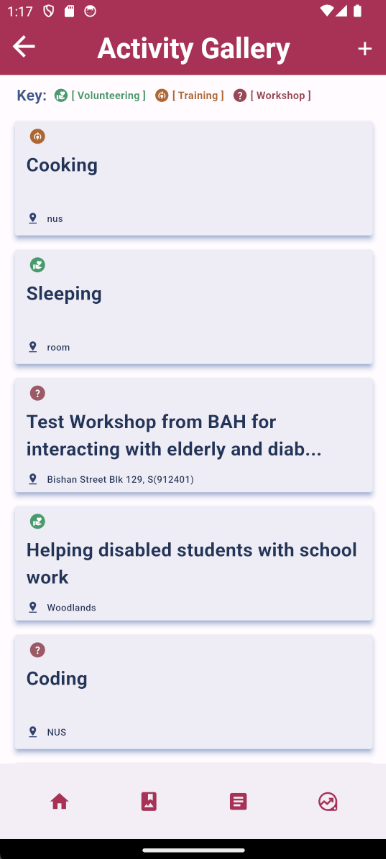 1:17
Activity Gallery
Key: [ Volunteering ] [ Training ] [ Workshop ]
Cooking
nus
Sleeping
room
Test Workshop from BAH for
interacting with elderly and diab...
Bishan Street Blk 129, S(912401)
Helping disabled students with school
work
Woodlands
Coding
NUS